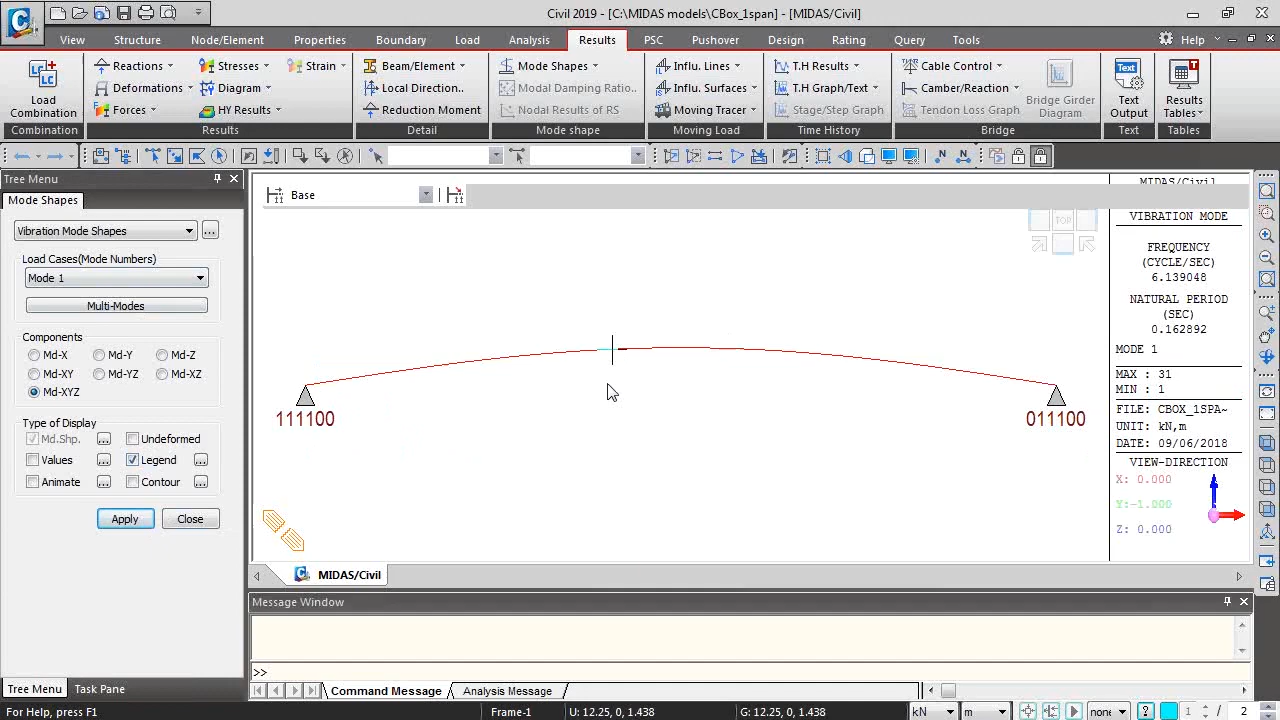 Civil 2019 - [C:\MIDAS models\CBox_1span] - [MIDAS/Civil]
View Structure Node/Element Properties Boundary Load Analysis Results PSC Pushover Design Rating Query Tools Help
Reactions Stresses Strain Beam/Element Mode Shapes Influ. Lines T.H Results Cable Control
Deformations Diagram Local Direction.. Modal Damping Ratio.. Influ. Surfaces T.H Graph/Text Camber/Reaction
Forces HY Results Reduction Moment Nodal Results of RS Moving Tracer Stage/Step Graph Tendon Loss Graph
Load Combination
Bridge Girder Diagram
Text Output
Results Tables
Combination Results Detail Mode shape Moving Load Time History Bridge Text Tables
Tree Menu
Mode Shapes
Vibration Mode Shapes ...
Load Cases(Mode Numbers)
Mode 1
Multi-Modes
Components
Md-X Md-Y Md-Z
Md-XY Md-YZ Md-XZ
Md-XYZ
Type of Display
Md.Shp. ... Undeformed
Values ... Legend ...
Animate ... Contour ...
Apply Close
Base
TOP
111100
011100
MIDAS/Civil
VIBRATION MODE
FREQUENCY
(CYCLE/SEC)
6.139048
NATURAL PERIOD
(SEC)
0.162892
MODE 1
MAX : 31
MIN : 1
FILE: CBOX_1SPA~
UNIT: kN,m
DATE: 09/06/2018
VIEW-DIRECTION
X: 0.000
Y:-1.000
Z: 0.000
MIDAS/Civil
Message Window
>>
Command Message Analysis Message
Tree Menu Task Pane
For Help, press F1 Frame-1 U: 12.25, 0, 1.438 G: 12.25, 0, 1.438 kN m none ? 1 / 2